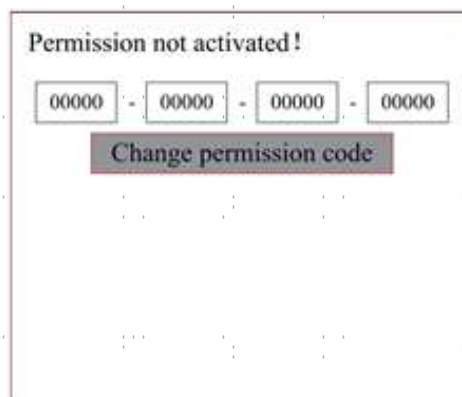 Permission not activated!
00000 - 00000 - 00000 - 00000
Change permission code